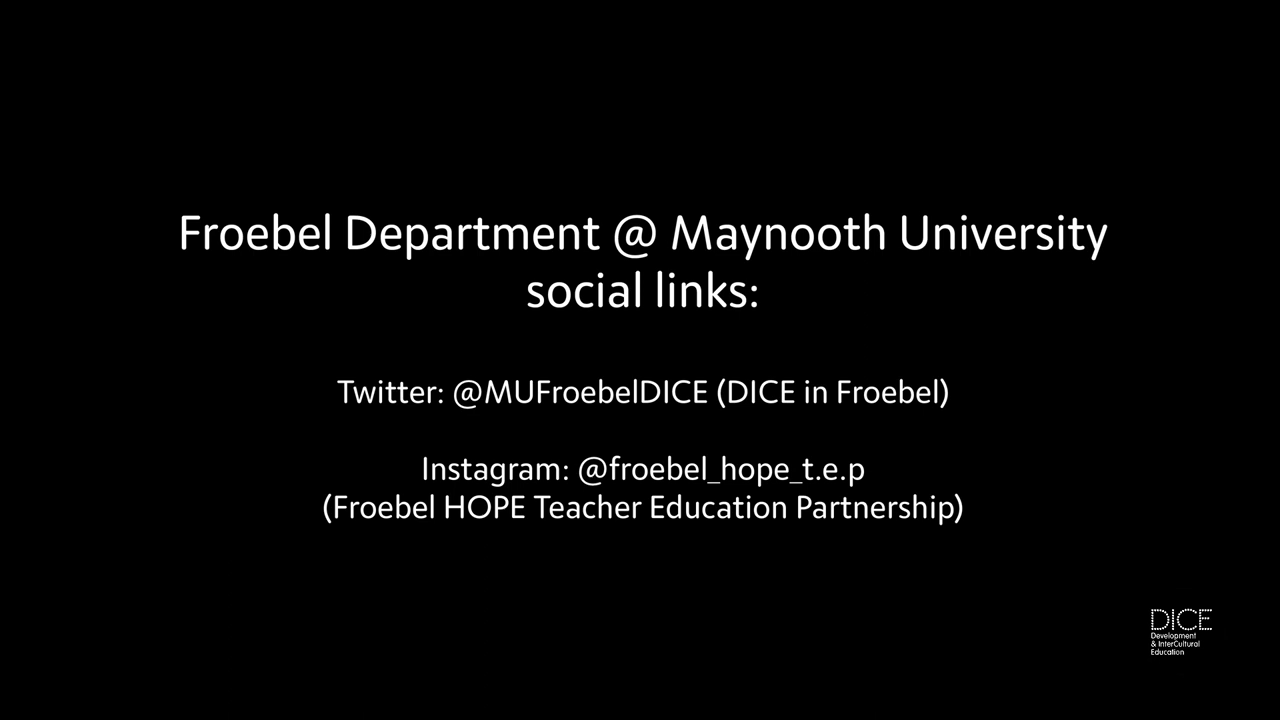 Froebel Department @ Maynooth University
social links:
Twitter: @MUFroebelDICE (DICE in Froebel)
Instagram: @froebel_hope_t.e.p
(Froebel HOPE Teacher Education Partnership)
DICE
Development
& InterCultural
Education